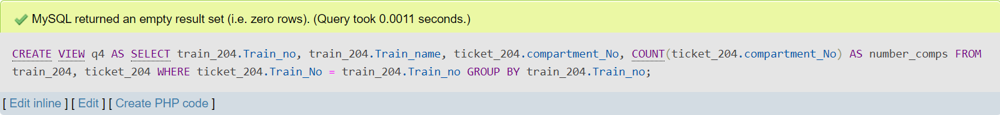 MySQL returned an empty result set (i.e. zero rows). (Query took 0.0011 seconds.)
CREATE VIEW q4 AS SELECT train_204.Train_no, train_204.Train_name, ticket_204.compartment_No, COUNT(ticket_204.compartment_No) AS number_comps FROM
train_204, ticket_204 WHERE ticket_204.Train_No = train_204.Train_no GROUP BY train_204.Train_no;
[ Edit inline ] [ Edit ] [ Create PHP code ]